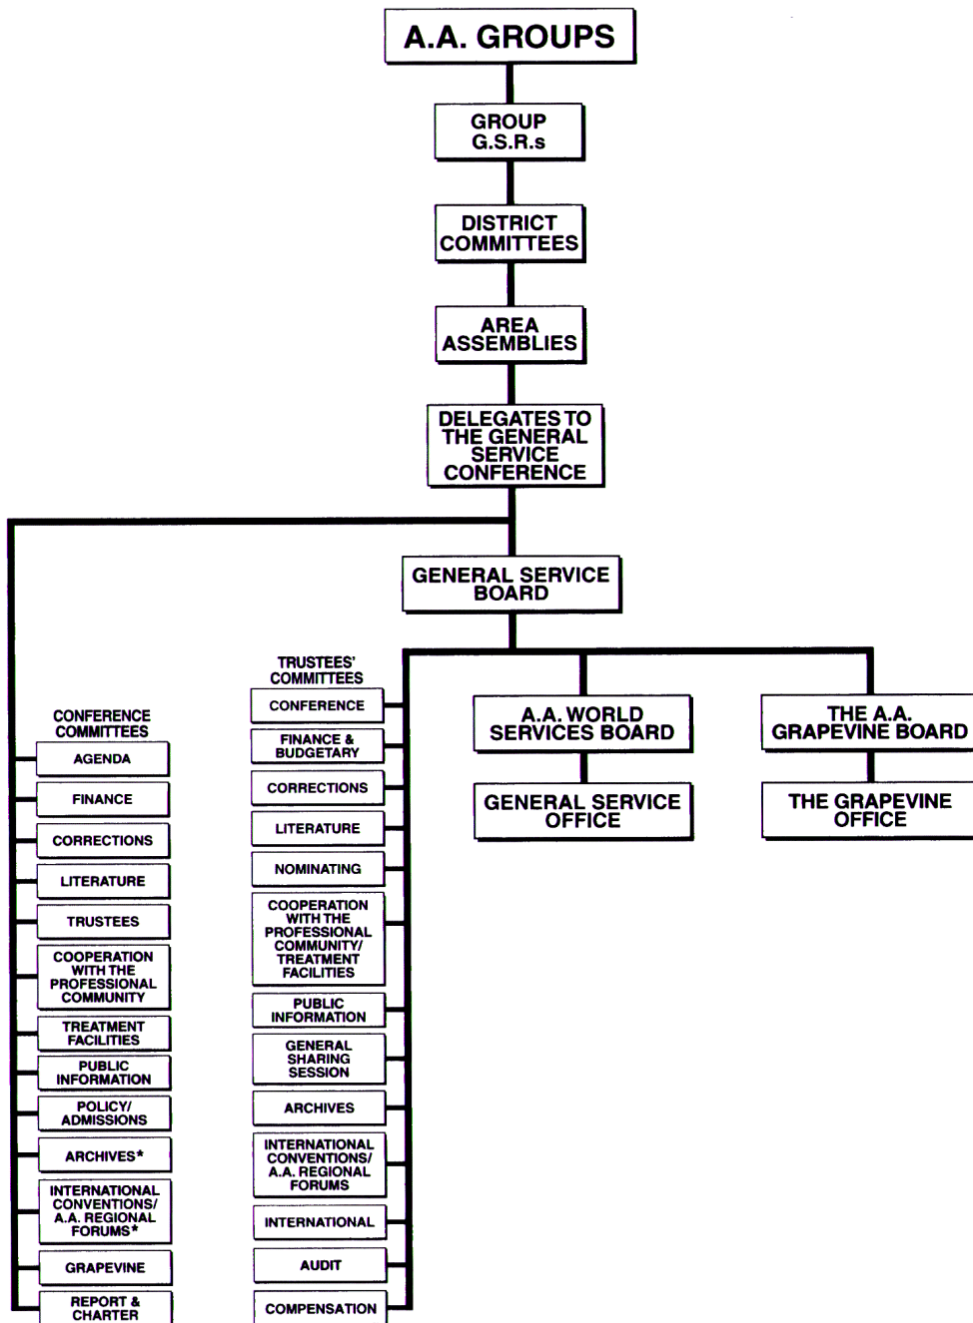 A.A. GROUPS
GROUP
G.S.R.s
DISTRICT
COMMITTEES
AREA
ASSEMBLIES
DELEGATES TO
THE GENERAL
SERVICE
CONFERENCE
GENERAL SERVICE
BOARD
CONFERENCE
COMMITTEES
AGENDA
FINANCE
CORRECTIONS
LITERATURE
TRUSTEES
COOPERATION
WITH THE
PROFESSIONAL
COMMUNITY
TREATMENT
FACILITIES
PUBLIC
INFORMATION
POLICY/
ADMISSIONS
ARCHIVES*
INTERNATIONAL
CONVENTIONS/
A.A. REGIONAL
FORUMS*
GRAPEVINE
REPORT &
CHARTER
TRUSTEES'
COMMITTEES
CONFERENCE
FINANCE &
BUDGETARY
CORRECTIONS
LITERATURE
NOMINATING
COOPERATION
WITH THE
PROFESSIONAL
COMMUNITY/
TREATMENT
FACILITIES
PUBLIC
INFORMATION
GENERAL
SHARING
SESSION
ARCHIVES
INTERNATIONAL
CONVENTIONS/
A.A. REGIONAL
FORUMS
INTERNATIONAL
AUDIT
COMPENSATION
A.A. WORLD
SERVICES BOARD
GENERAL SERVICE
OFFICE
THE A.A.
GRAPEVINE BOARD
THE GRAPEVINE
OFFICE